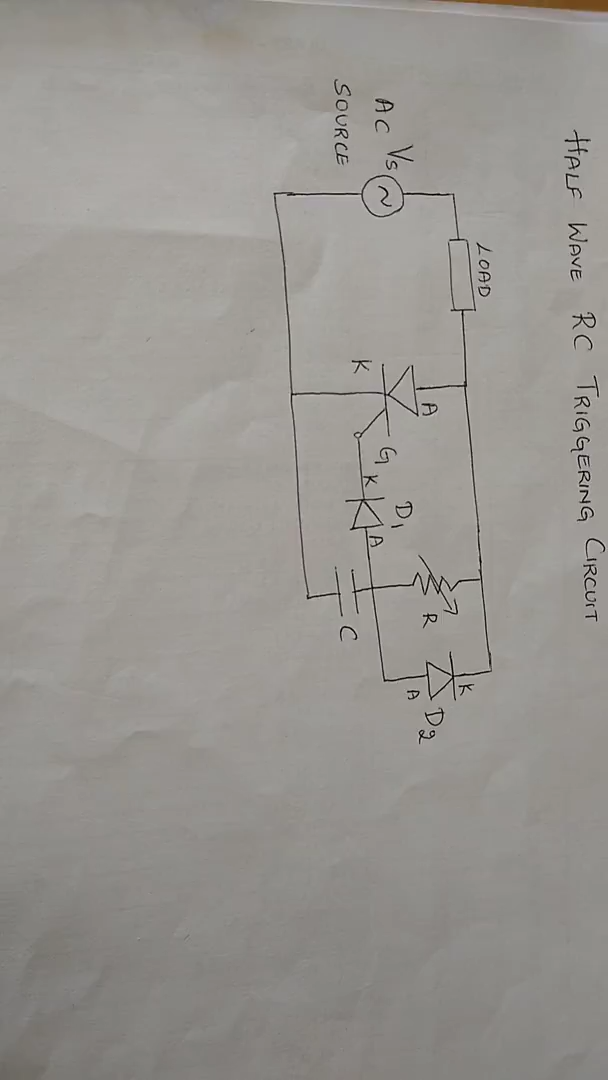 HALF WAVE RC TRIGGERING CIRCUIT
LOAD
AC Vs
SOURCE
A
K
G
K
D1
A
R
C
K
A
D2